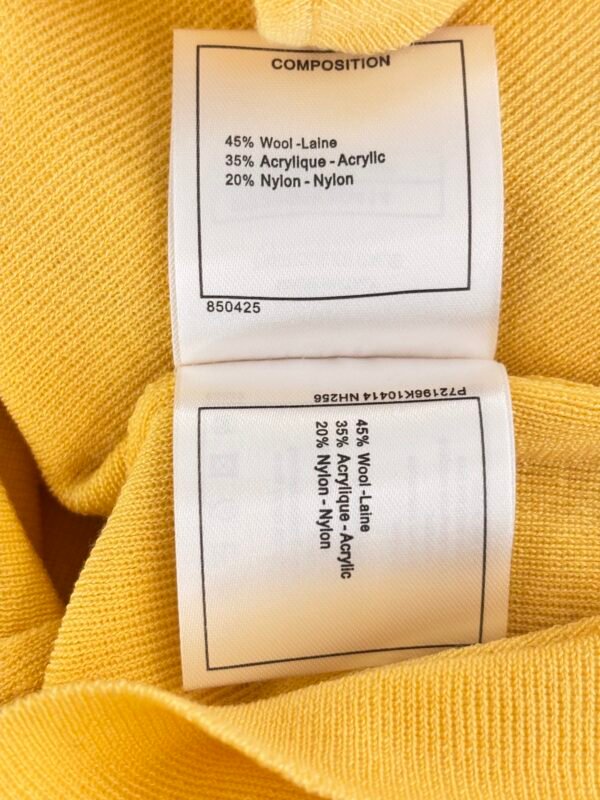 COMPOSITION
45% Wool -Laine
35% Acrylique - Acrylic
20% Nylon - Nylon
850425
P72196K10414 NH256
45% Wool -Laine
35% Acrylique - Acrylic
20% Nylon - Nylon